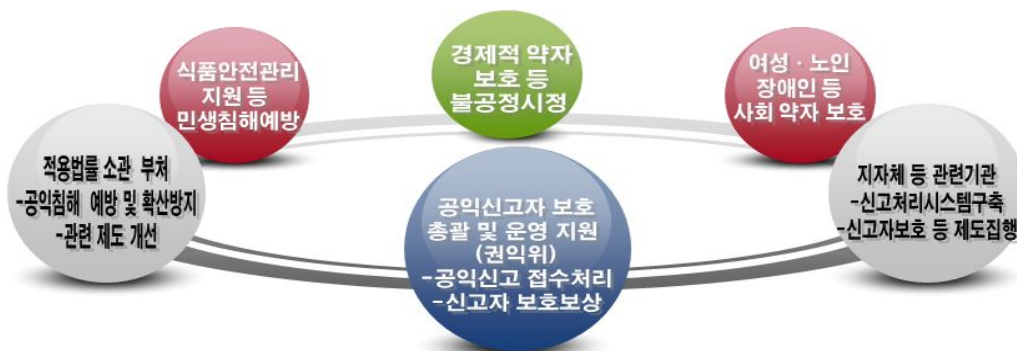 식품안전관리
지원 등
민생침해예방
경제적 약자
보호 등
불공정시정
여성 · 노인
장애인 등
사회 약자 보호
적용법률 소관 부처
-공익침해 예방 및 확산방지
-관련 제도 개선
공익신고자 보호
총괄 및 운영 지원
(권익위)
-공익신고 접수처리
-신고자 보호보상
지자체 등 관련기관
-신고처리시스템구축
-신고자보호 등 제도집행